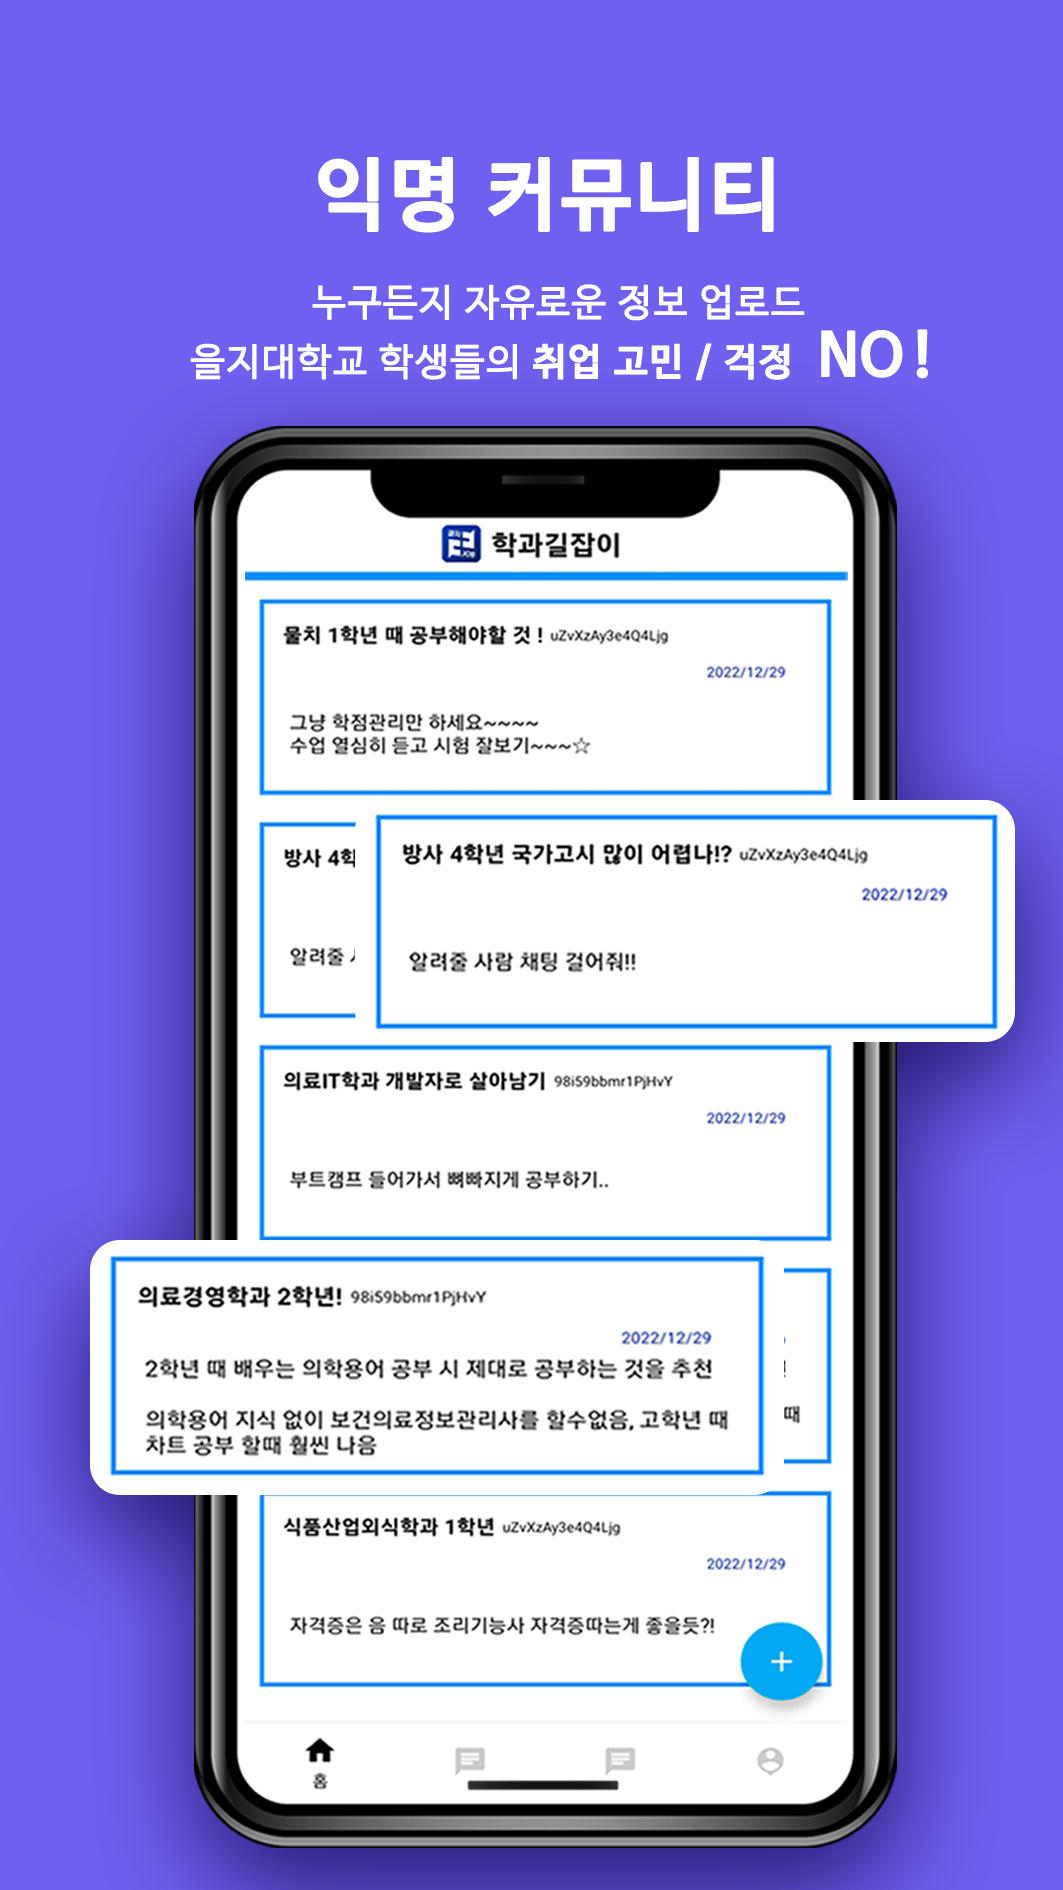 익명 커뮤니티
누구든지 자유로운 정보 업로드
을지대학교 학생들의 취업 고민 / 걱정 NO!
학과길잡이
물치 1학년 때 공부해야할 것 ! uZvXzAy3e4Q4Ljg
2022/12/29
그냥 학점관리만 하세요~~~~
수업 열심히 듣고 시험 잘보기~~~☆
방사 4학
알려줄
방사 4학년 국가고시 많이 어렵나!? uZvXzAy3e4Q4Ljg
2022/12/29
알려줄 사람 채팅 걸어줘!!
의료IT학과 개발자로 살아남기 98i59bbmr1PjHvY
2022/12/29
부트캠프 들어가서 뼈빠지게 공부하기..
의료경영학과 2학년! 98i59bbmr1PjHvY
2022/12/29
2학년 때 배우는 의학용어 공부 시 제대로 공부하는 것을 추천
!
의학용어 지식 없이 보건의료정보관리사를 할수없음, 고학년 때
차트 공부 할때 훨씬 나음
때
식품산업외식학과 1학년 uZvXzAy3e4Q4Ljg
2022/12/29
자격증은 음 따로 조리기능사 자격증따는게 좋을듯?!
+
홈